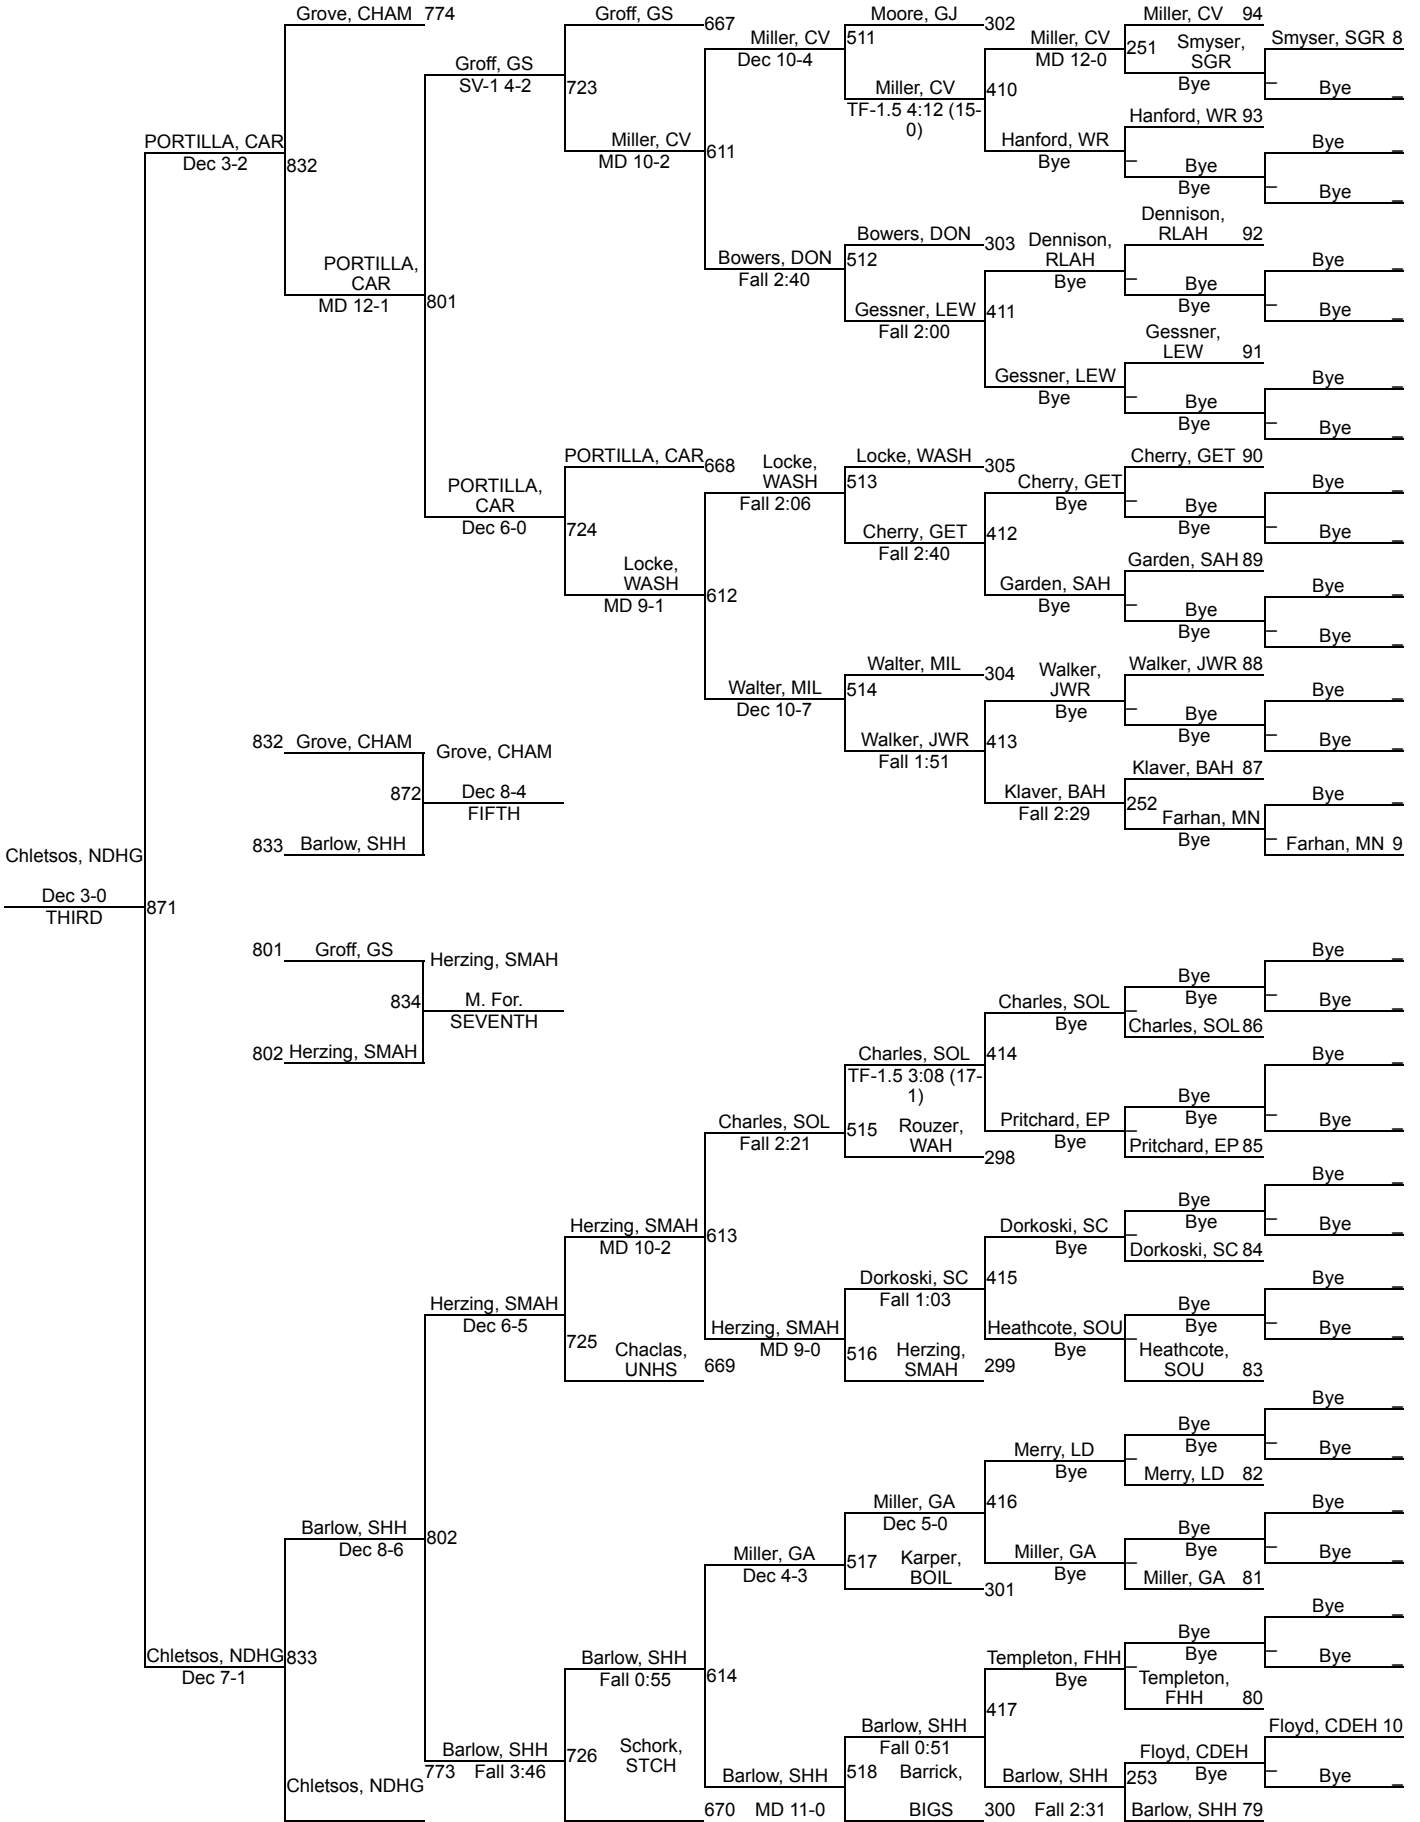 Grove, CHAM 774
Groff, GS
667
Moore, GJ
302
Miller, CV 94
Miller, CV
Dec 10-4
511
Miller, CV
MD 12-0
251
Smyser,
SGR
Bye
Smyser, SGR 8
Groff, GS
SV-1 4-2
723
Miller, CV
TF-1.5 4:12 (15-
0)
410
Bye _
_
PORTILLA, CAR
Dec 3-2
832
Miller, CV
MD 10-2
611
Hanford, WR
Bye
Hanford, WR 93
_
Bye
Bye
Bye _
_
Bye _
PORTILLA,
CAR
MD 12-1
801
Bowers, DON
Fall 2:40
Bowers, DON
303
512
Dennison,
RLAH
Bye
Dennison,
RLAH 92
_
Bye
Bye
Bye _
_
Bye _
Gessner, LEW
Fall 2:00
411
Gessner, LEW
Bye
Gessner,
LEW 91
_
Bye
Bye
Bye _
_
Bye _
PORTILLA,
CAR
Dec 6-0
PORTILLA, CAR
668
724
Locke,
WASH
Fall 2:06
Locke, WASH
305
513
Cherry, GET
Bye
Cherry, GET 90
_
Bye
Bye
Bye _
_
Bye _
Cherry, GET
Fall 2:40
412
Locke,
WASH
MD 9-1
612
Garden, SAH
Bye
Garden, SAH 89
_
Bye
Bye
Bye _
_
Bye _
Walter, MIL
Dec 10-7
Walter, MIL
304
514
Walker,
JWR
Bye
Walker, JWR 88
_
Bye
Bye
Bye _
_
Bye _
Walker, JWR
Fall 1:51
413
Klaver, BAH
Fall 2:29
Klaver, BAH 87
252
Farhan, MN
Bye
Bye _
_
Farhan, MN 9
832 Grove, CHAM
Grove, CHAM
872
Dec 8-4
FIFTH
833 Barlow, SHH
Chletsos, NDHG
Dec 3-0
THIRD
871
801 Groff, GS
Herzing, SMAH
834
M. For.
SEVENTH
802 Herzing, SMAH
Charles, SOL
Bye
Bye
Bye
_
Charles, SOL 86
Bye _
_
Bye _
Charles, SOL
TF-1.5 3:08 (17-
1)
414
Charles, SOL
Fall 2:21
515
Rouzer,
WAH
298
Pritchard, EP
Bye
Bye
Bye
_
Pritchard, EP 85
Bye _
_
Bye _
Herzing, SMAH
MD 10-2
613
Dorkoski, SC
Bye
Bye
Bye
_
Dorkoski, SC 84
Bye _
_
Bye _
Dorkoski, SC
Fall 1:03
415
Herzing, SMAH
Dec 6-5
725
Chaclas,
UNHS
669
Herzing, SMAH
MD 9-0
516
Herzing,
SMAH
299
Heathcote, SOU
Bye
Bye
Bye
_
Heathcote,
SOU 83
Bye _
_
Bye _
Merry, LD
Bye
Bye
Bye
_
Merry, LD 82
Bye _
_
Bye _
Barlow, SHH
Dec 8-6
802
Miller, GA
Dec 4-3
Miller, GA
Dec 5-0
416
517
Karper,
BOIL
301
Miller, GA
Bye
Bye
Bye
_
Miller, GA 81
Bye _
_
Bye _
Chletsos, NDHG
Dec 7-1
833
Barlow, SHH
Fall 0:55
614
Templeton, FHH
Bye
Bye
Bye
_
Templeton,
FHH 80
Bye _
_
Bye _
Barlow, SHH
Fall 0:51
417
Chletsos, NDHG
773
Barlow, SHH
Fall 3:46
726
Schork,
STCH
670
Barlow, SHH
MD 11-0
518
Barrick,
BIGS
300
Barlow, SHH
Fall 2:31
253
Floyd, CDEH
Bye
Barlow, SHH 79
Floyd, CDEH 10
_
Bye _